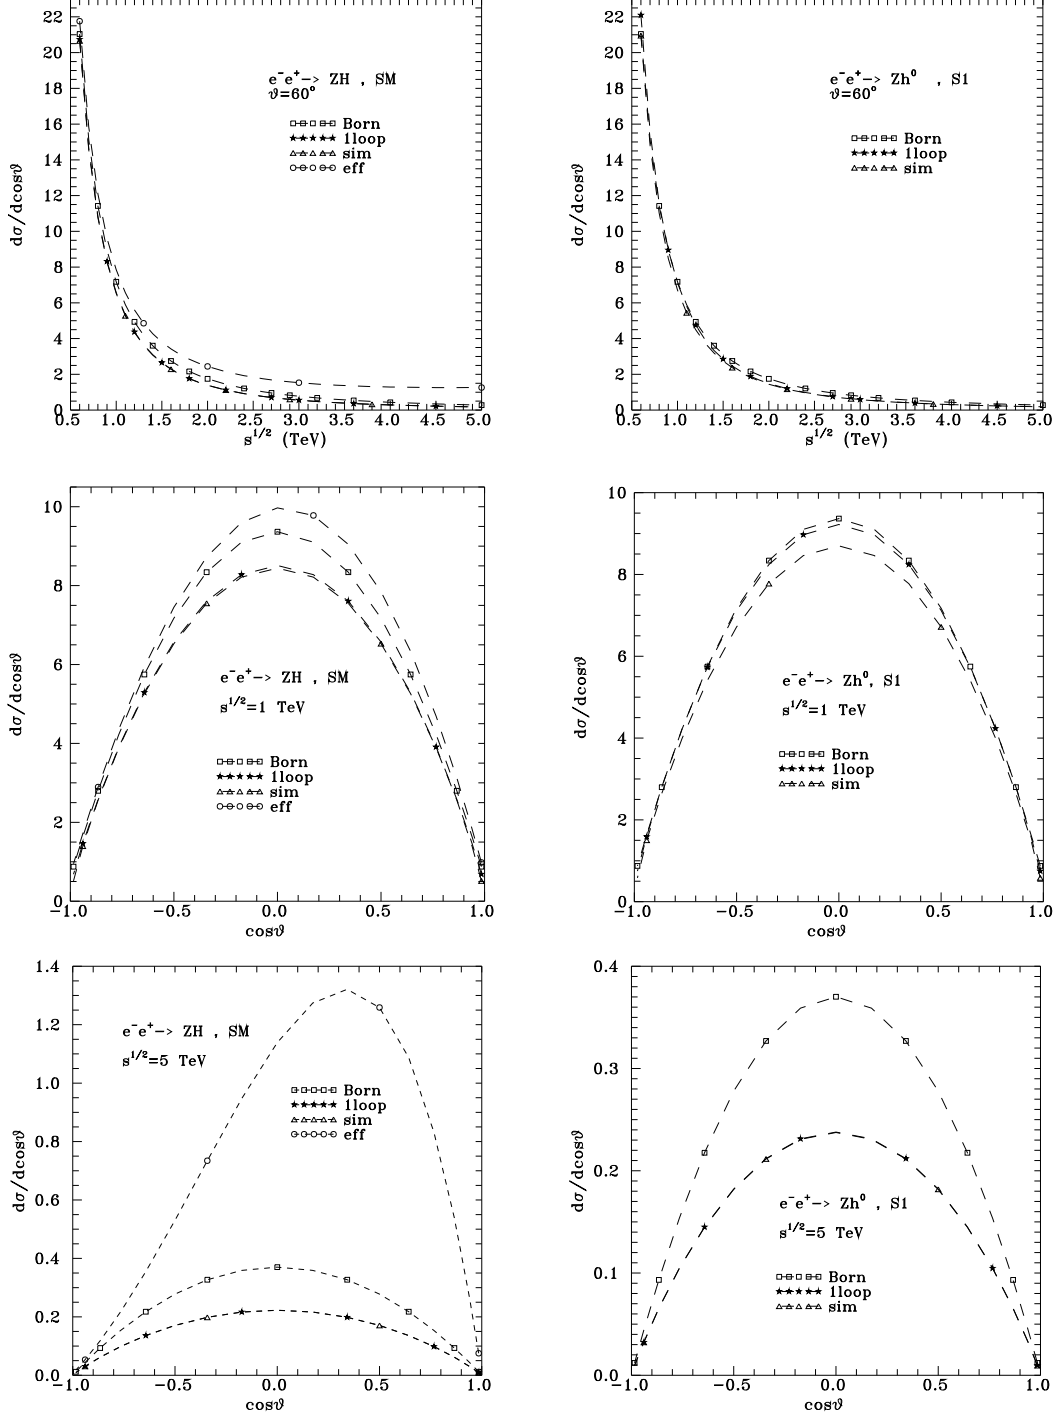 22
20
18
16
14
12
10
8
6
4
2
0
dσ/dcosϑ
e⁻e⁺−> ZH , SM
ϑ=60°
Born
1loop
sim
eff
0.5 1.0 1.5 2.0 2.5 3.0 3.5 4.0 4.5 5.0
s^1/2 (TeV)
22
20
18
16
14
12
10
8
6
4
2
0
dσ/dcosϑ
e⁻e⁺−> Zh⁰ , S1
ϑ=60°
Born
1loop
sim
0.5 1.0 1.5 2.0 2.5 3.0 3.5 4.0 4.5 5.0
s^1/2 (TeV)
10
8
6
4
2
0
dσ/dcosϑ
e⁻e⁺−> ZH , SM
s^1/2=1 TeV
Born
1loop
sim
eff
−1.0 −0.5 0.0 0.5 1.0
cosϑ
10
8
6
4
2
0
dσ/dcosϑ
e⁻e⁺−> Zh⁰, S1
s^1/2=1 TeV
Born
1loop
sim
−1.0 −0.5 0.0 0.5 1.0
cosϑ
1.4
1.2
1.0
0.8
0.6
0.4
0.2
0.0
dσ/dcosϑ
e⁻e⁺−> ZH , SM
s^1/2=5 TeV
Born
1loop
sim
eff
−1.0 −0.5 0.0 0.5 1.0
cosϑ
0.4
0.3
0.2
0.1
0.0
dσ/dcosϑ
e⁻e⁺−> Zh⁰ , S1
s^1/2=5 TeV
Born
1loop
sim
−1.0 −0.5 0.0 0.5 1.0
cosϑ